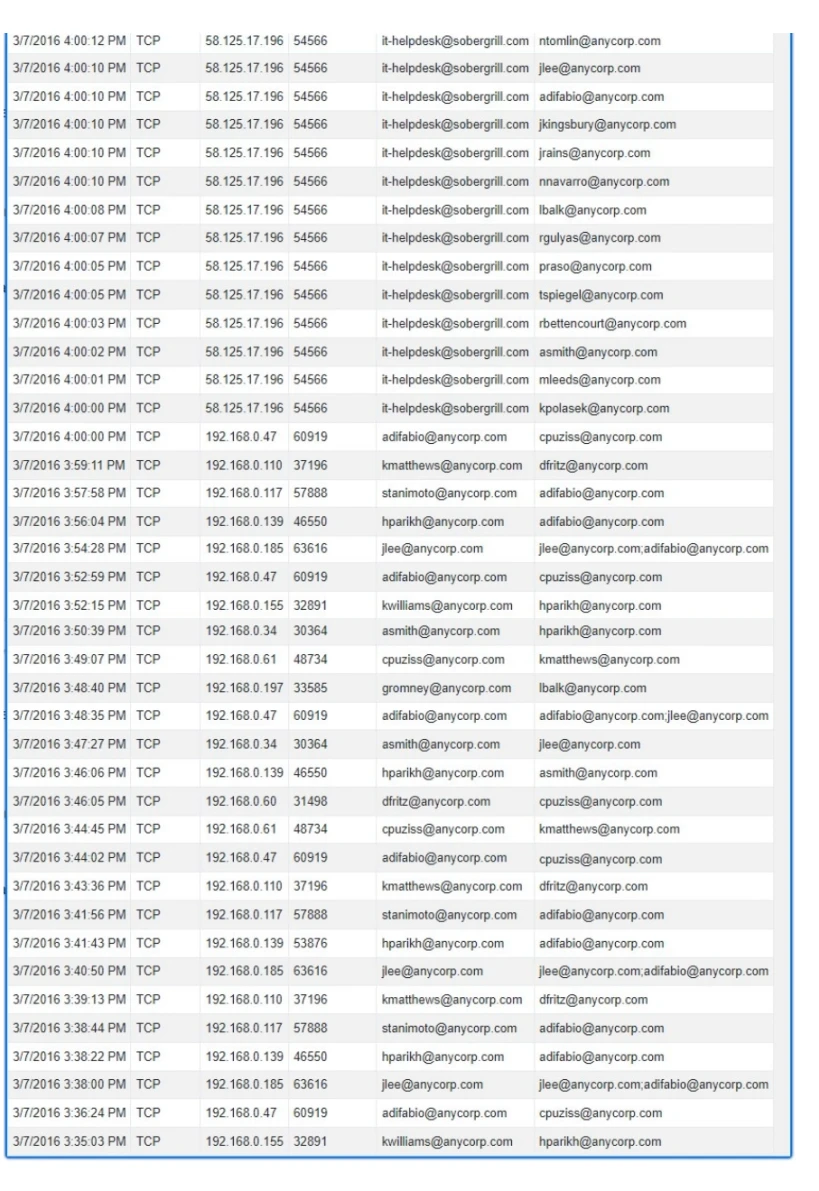 3/7/2016 4:00:12 PM TCP 58.125.17.196 54566 it-helpdesk@sobergrill.com ntomlin@anycorp.com
3/7/2016 4:00:10 PM TCP 58.125.17.196 54566 it-helpdesk@sobergrill.com jlee@anycorp.com
3/7/2016 4:00:10 PM TCP 58.125.17.196 54566 it-helpdesk@sobergrill.com adifabio@anycorp.com
3/7/2016 4:00:10 PM TCP 58.125.17.196 54566 it-helpdesk@sobergrill.com jkingsbury@anycorp.com
3/7/2016 4:00:10 PM TCP 58.125.17.196 54566 it-helpdesk@sobergrill.com jrains@anycorp.com
3/7/2016 4:00:10 PM TCP 58.125.17.196 54566 it-helpdesk@sobergrill.com nnavarro@anycorp.com
3/7/2016 4:00:08 PM TCP 58.125.17.196 54566 it-helpdesk@sobergrill.com lbalk@anycorp.com
3/7/2016 4:00:07 PM TCP 58.125.17.196 54566 it-helpdesk@sobergrill.com rgulyas@anycorp.com
3/7/2016 4:00:05 PM TCP 58.125.17.196 54566 it-helpdesk@sobergrill.com praso@anycorp.com
3/7/2016 4:00:05 PM TCP 58.125.17.196 54566 it-helpdesk@sobergrill.com tspiegel@anycorp.com
3/7/2016 4:00:03 PM TCP 58.125.17.196 54566 it-helpdesk@sobergrill.com rbettencourt@anycorp.com
3/7/2016 4:00:02 PM TCP 58.125.17.196 54566 it-helpdesk@sobergrill.com asmith@anycorp.com
3/7/2016 4:00:01 PM TCP 58.125.17.196 54566 it-helpdesk@sobergrill.com mleeds@anycorp.com
3/7/2016 4:00:00 PM TCP 58.125.17.196 54566 it-helpdesk@sobergrill.com kpolasek@anycorp.com
3/7/2016 4:00:00 PM TCP 192.168.0.47 60919 adifabio@anycorp.com cpuziss@anycorp.com
3/7/2016 3:59:11 PM TCP 192.168.0.110 37196 kmatthews@anycorp.com dfritz@anycorp.com
3/7/2016 3:57:58 PM TCP 192.168.0.117 57888 stanimoto@anycorp.com adifabio@anycorp.com
3/7/2016 3:56:04 PM TCP 192.168.0.139 46550 hparikh@anycorp.com adifabio@anycorp.com
3/7/2016 3:54:28 PM TCP 192.168.0.185 63616 jlee@anycorp.com jlee@anycorp.com;adifabio@anycorp.com
3/7/2016 3:52:59 PM TCP 192.168.0.47 60919 adifabio@anycorp.com cpuziss@anycorp.com
3/7/2016 3:52:15 PM TCP 192.168.0.155 32891 kwilliams@anycorp.com hparikh@anycorp.com
3/7/2016 3:50:39 PM TCP 192.168.0.34 30364 asmith@anycorp.com hparikh@anycorp.com
3/7/2016 3:49:07 PM TCP 192.168.0.61 48734 cpuziss@anycorp.com kmatthews@anycorp.com
3/7/2016 3:48:40 PM TCP 192.168.0.197 33585 gromney@anycorp.com lbalk@anycorp.com
3/7/2016 3:48:35 PM TCP 192.168.0.47 60919 adifabio@anycorp.com adifabio@anycorp.com;jlee@anycorp.com
3/7/2016 3:47:27 PM TCP 192.168.0.34 30364 asmith@anycorp.com jlee@anycorp.com
3/7/2016 3:46:06 PM TCP 192.168.0.139 46550 hparikh@anycorp.com asmith@anycorp.com
3/7/2016 3:46:05 PM TCP 192.168.0.60 31498 dfritz@anycorp.com cpuziss@anycorp.com
3/7/2016 3:44:45 PM TCP 192.168.0.61 48734 cpuziss@anycorp.com kmatthews@anycorp.com
3/7/2016 3:44:02 PM TCP 192.168.0.47 60919 adifabio@anycorp.com cpuziss@anycorp.com
3/7/2016 3:43:36 PM TCP 192.168.0.110 37196 kmatthews@anycorp.com dfritz@anycorp.com
3/7/2016 3:41:56 PM TCP 192.168.0.117 57888 stanimoto@anycorp.com adifabio@anycorp.com
3/7/2016 3:41:43 PM TCP 192.168.0.139 53876 hparikh@anycorp.com adifabio@anycorp.com
3/7/2016 3:40:50 PM TCP 192.168.0.185 63616 jlee@anycorp.com jlee@anycorp.com;adifabio@anycorp.com
3/7/2016 3:39:13 PM TCP 192.168.0.110 37196 kmatthews@anycorp.com dfritz@anycorp.com
3/7/2016 3:38:44 PM TCP 192.168.0.117 57888 stanimoto@anycorp.com adifabio@anycorp.com
3/7/2016 3:38:22 PM TCP 192.168.0.139 46550 hparikh@anycorp.com adifabio@anycorp.com
3/7/2016 3:38:00 PM TCP 192.168.0.185 63616 jlee@anycorp.com jlee@anycorp.com;adifabio@anycorp.com
3/7/2016 3:36:24 PM TCP 192.168.0.47 60919 adifabio@anycorp.com cpuziss@anycorp.com
3/7/2016 3:35:03 PM TCP 192.168.0.155 32891 kwilliams@anycorp.com hparikh@anycorp.com